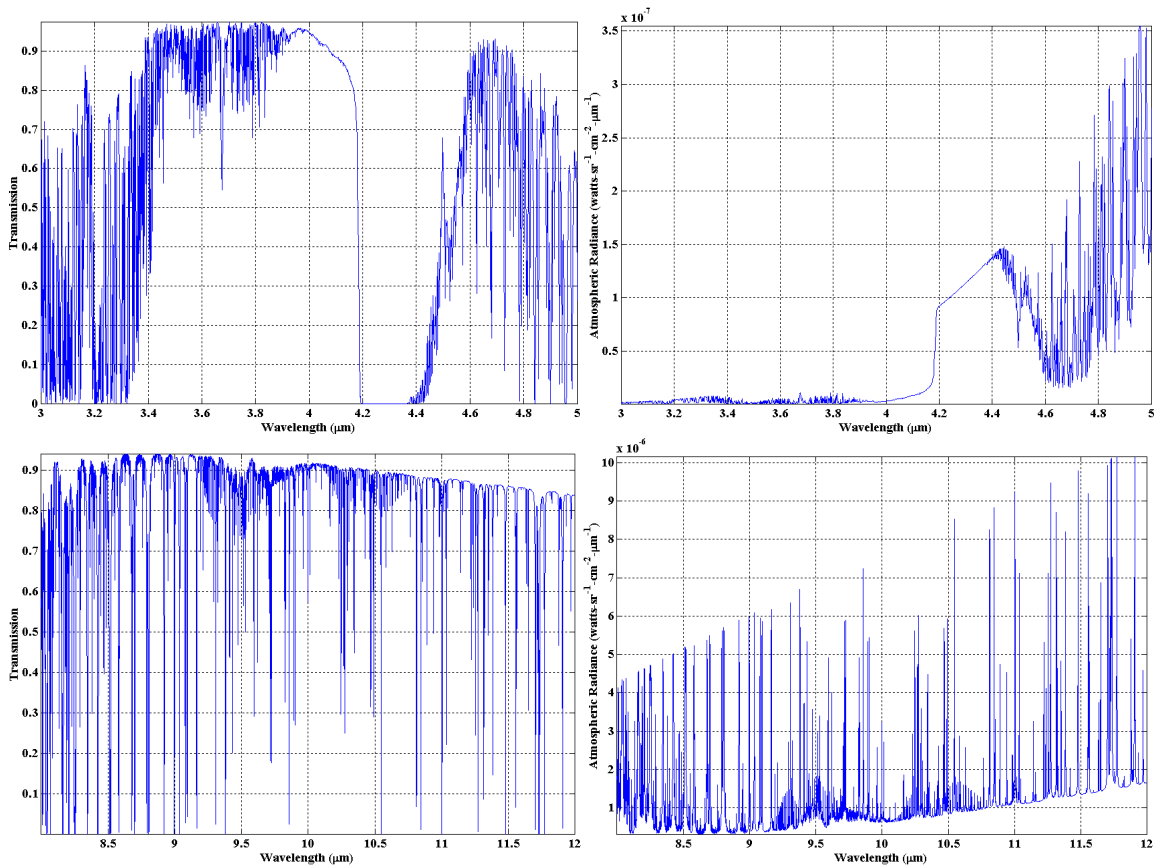 0.9
0.8
0.7
0.6
0.5
0.4
0.3
0.2
0.1
0
Transmission
3 3.2 3.4 3.6 3.8 4 4.2 4.4 4.6 4.8 5
Wavelength (μm)
x 10⁻⁷
3.5
3
2.5
2
1.5
1
0.5
Atmospheric Radiance (watts-sr⁻¹-cm⁻²-μm⁻¹)
3 3.2 3.4 3.6 3.8 4 4.2 4.4 4.6 4.8 5
Wavelength (μm)
0.9
0.8
0.7
0.6
0.5
0.4
0.3
0.2
0.1
Transmission
8.5 9.0 9.5 10.0 10.5 11.0 11.5 12
Wavelength (μm)
x 10⁻⁶
10
9
8
7
6
5
4
3
2
1
Atmospheric Radiance (watts-sr⁻¹-cm⁻²-μm⁻¹)
8.5 9.0 9.5 10.0 10.5 11.0 11.5 12
Wavelength (μm)